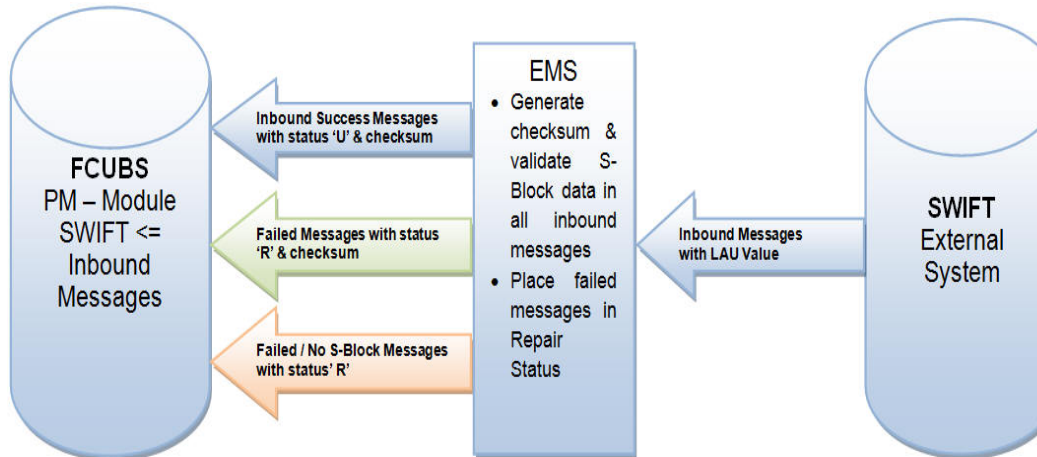 FCUBS
PM – Module
SWIFT <=
Inbound
Messages
Inbound Success Messages
with status 'U' & checksum
Failed Messages with status
'R' & checksum
Failed / No S-Block Messages
with status' R'
EMS
• Generate
checksum &
validate S-
Block data in
all inbound
messages
• Place failed
messages in
Repair
Status
Inbound Messages
with LAU Value
SWIFT
External
System